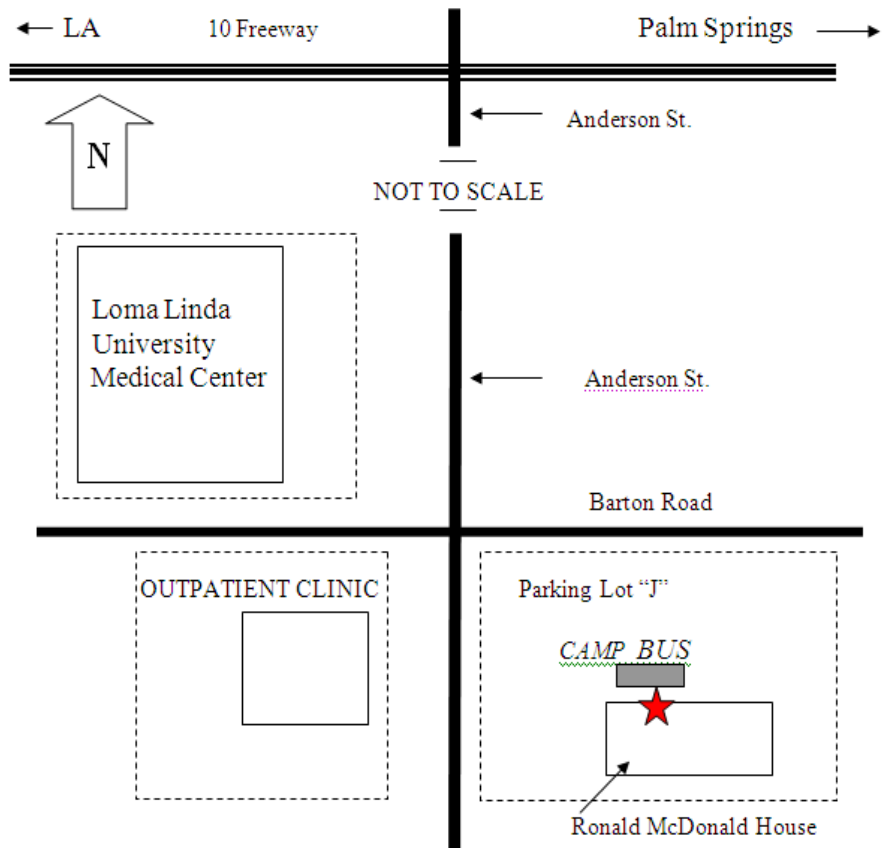 LA
10 Freeway
Palm Springs
Anderson St.
N
NOT TO SCALE
Loma Linda
University
Medical Center
Anderson St.
Barton Road
OUTPATIENT CLINIC
Parking Lot “J”
CAMP BUS
Ronald McDonald House